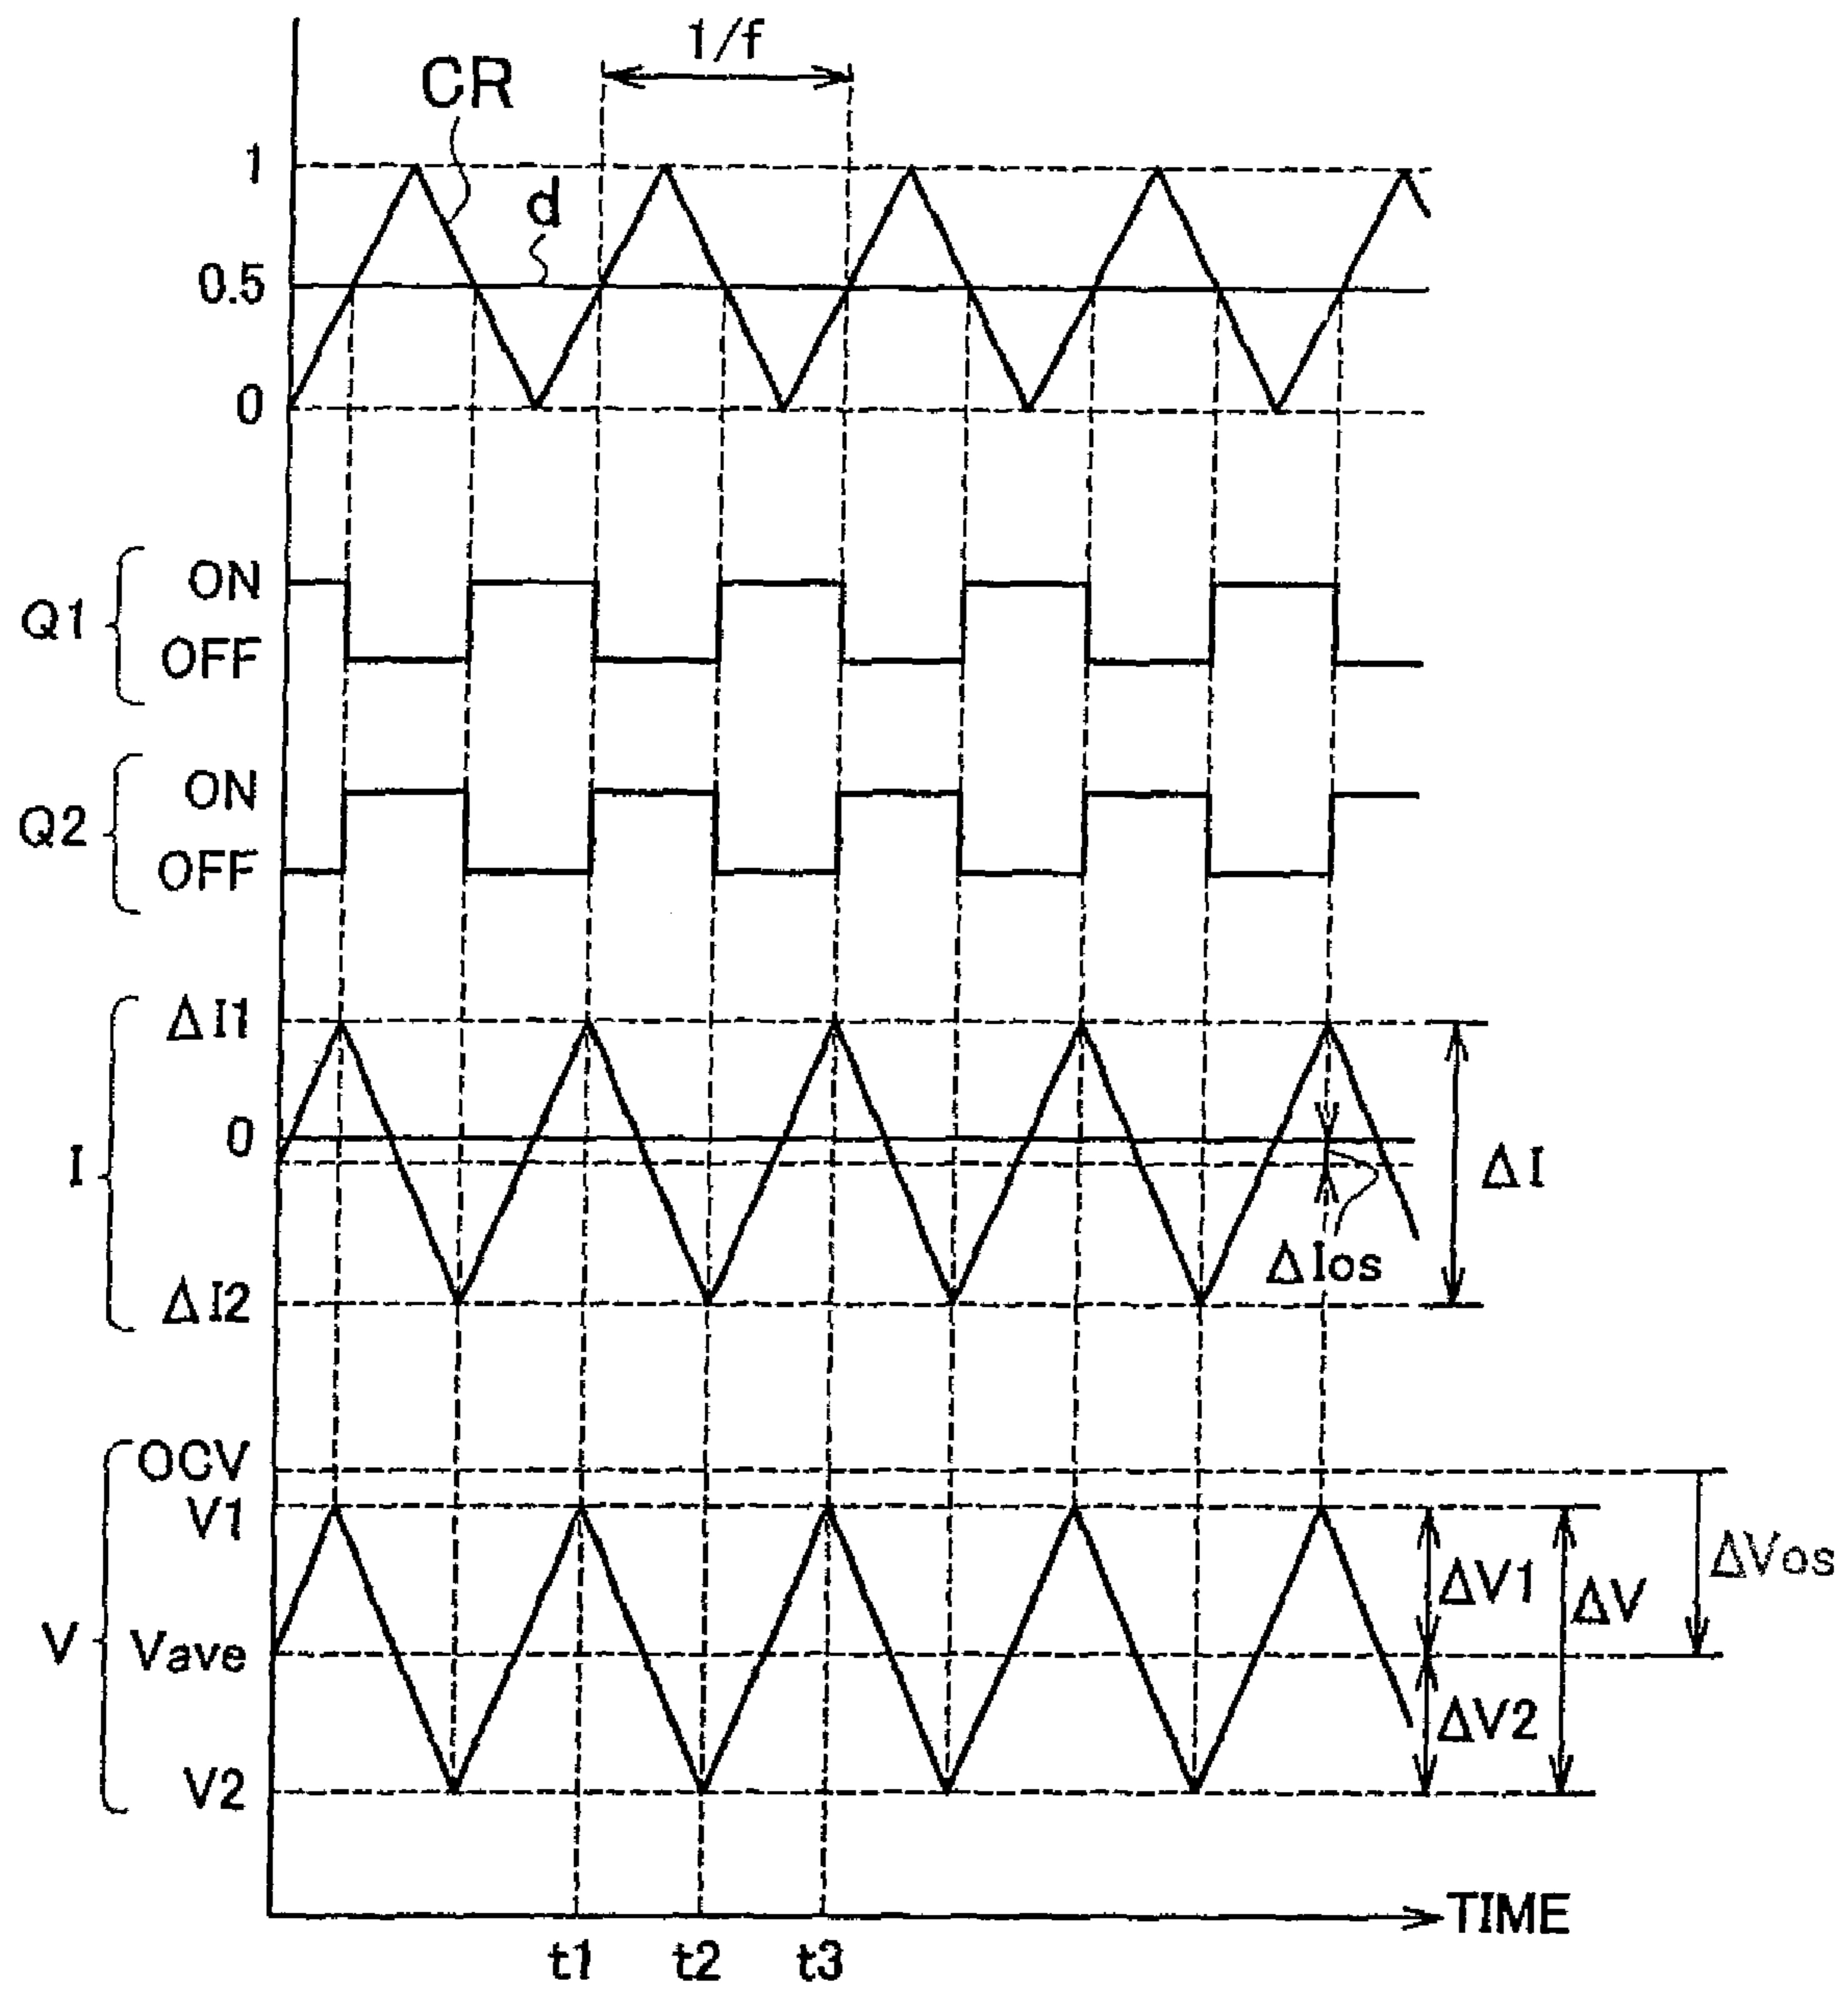 1/f
CR
1
d
0.5
0
Q1
ON
OFF
Q2
ON
OFF
I
ΔI1
0
ΔI2
ΔI
ΔIos
V
OCV
V1
Vave
V2
ΔV1
ΔV
ΔVos
ΔV2
TIME
t1
t2
t3